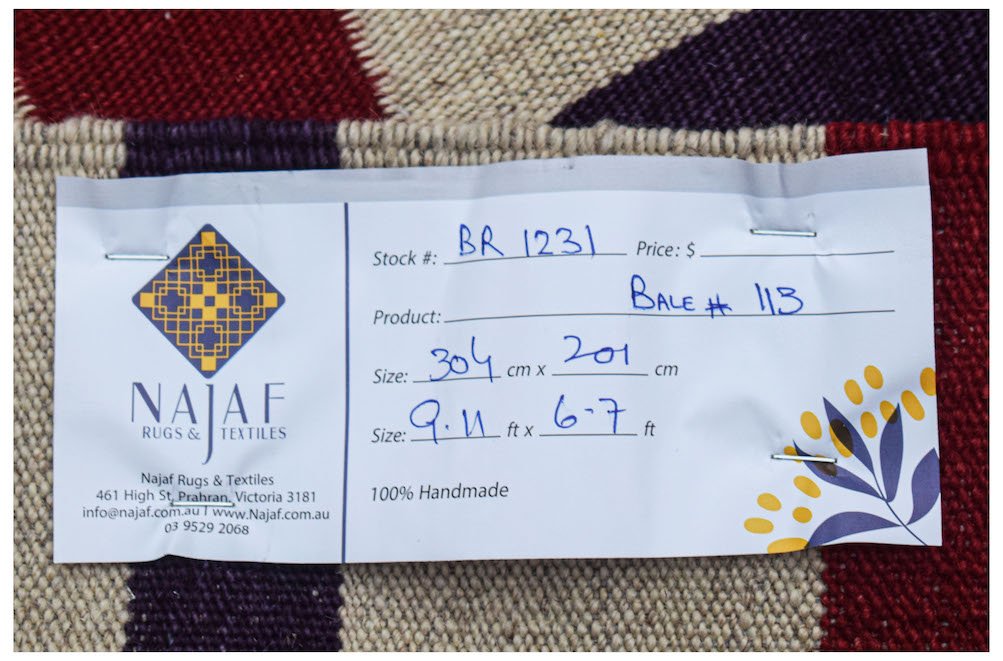 NAJAF
RUGS & TEXTILES
Najaf Rugs & Textiles
461 High St, Prahran, Victoria 3181
info@najaf.com.au | www.Najaf.com.au
03 9529 2068
Stock #: BR 1231 Price: $
Product: BALE # 113
Size: 304 cm x 201 cm
Size: 9.11 ft x 6-7 ft
100% Handmade